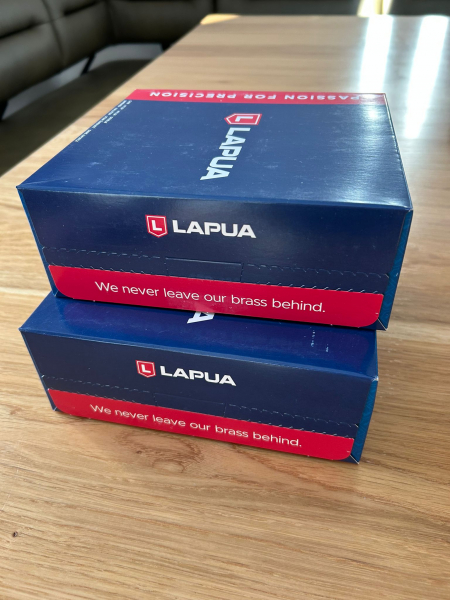 PASSION FOR PRECISION
L LAPUA
L LAPUA
We never leave our brass behind.
L LAPUA
We never leave our brass behind.